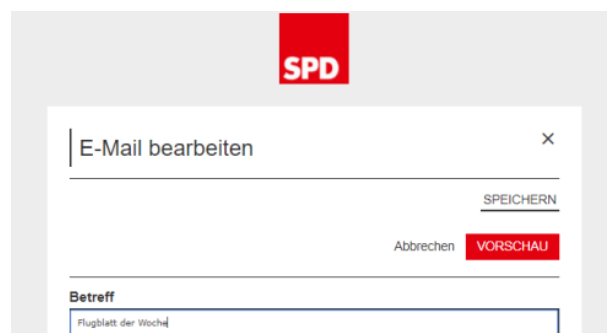 SPD
E-Mail bearbeiten ×
SPEICHERN
Abbrechen VORSCHAU
Betreff
Flugblatt der Woche